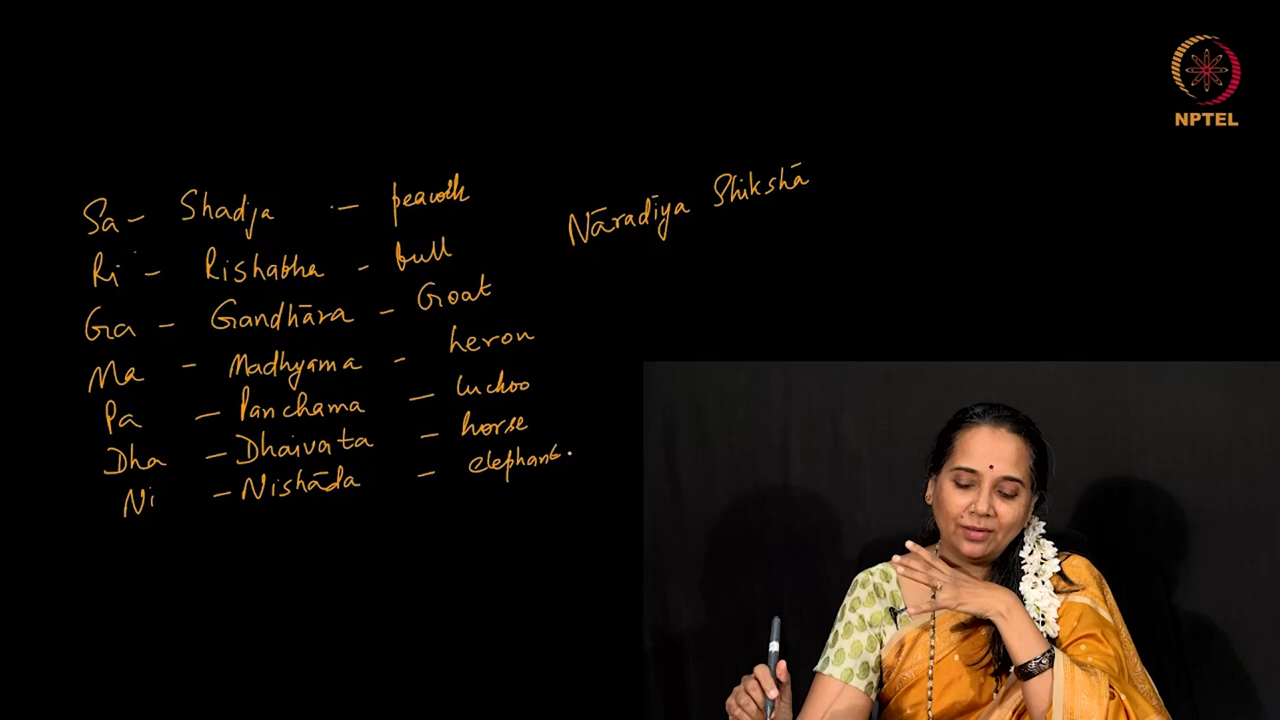 Sa - Shadja - peacock
Ri - Rishabha - bull
Ga - Gandhāra - Goat
Ma - Madhyama - heron
Pa - Panchama - cuckoo
Dha - Dhaivata - horse
Ni - Nishāda - elephant.
Nāradīya Shikshā
NPTEL